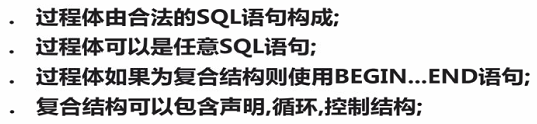 . 过程体由合法的SQL语句构成;
. 过程体可以是任意SQL语句;
. 过程体如果为复合结构则使用BEGIN...END语句;
. 复合结构可以包含声明,循环,控制结构;